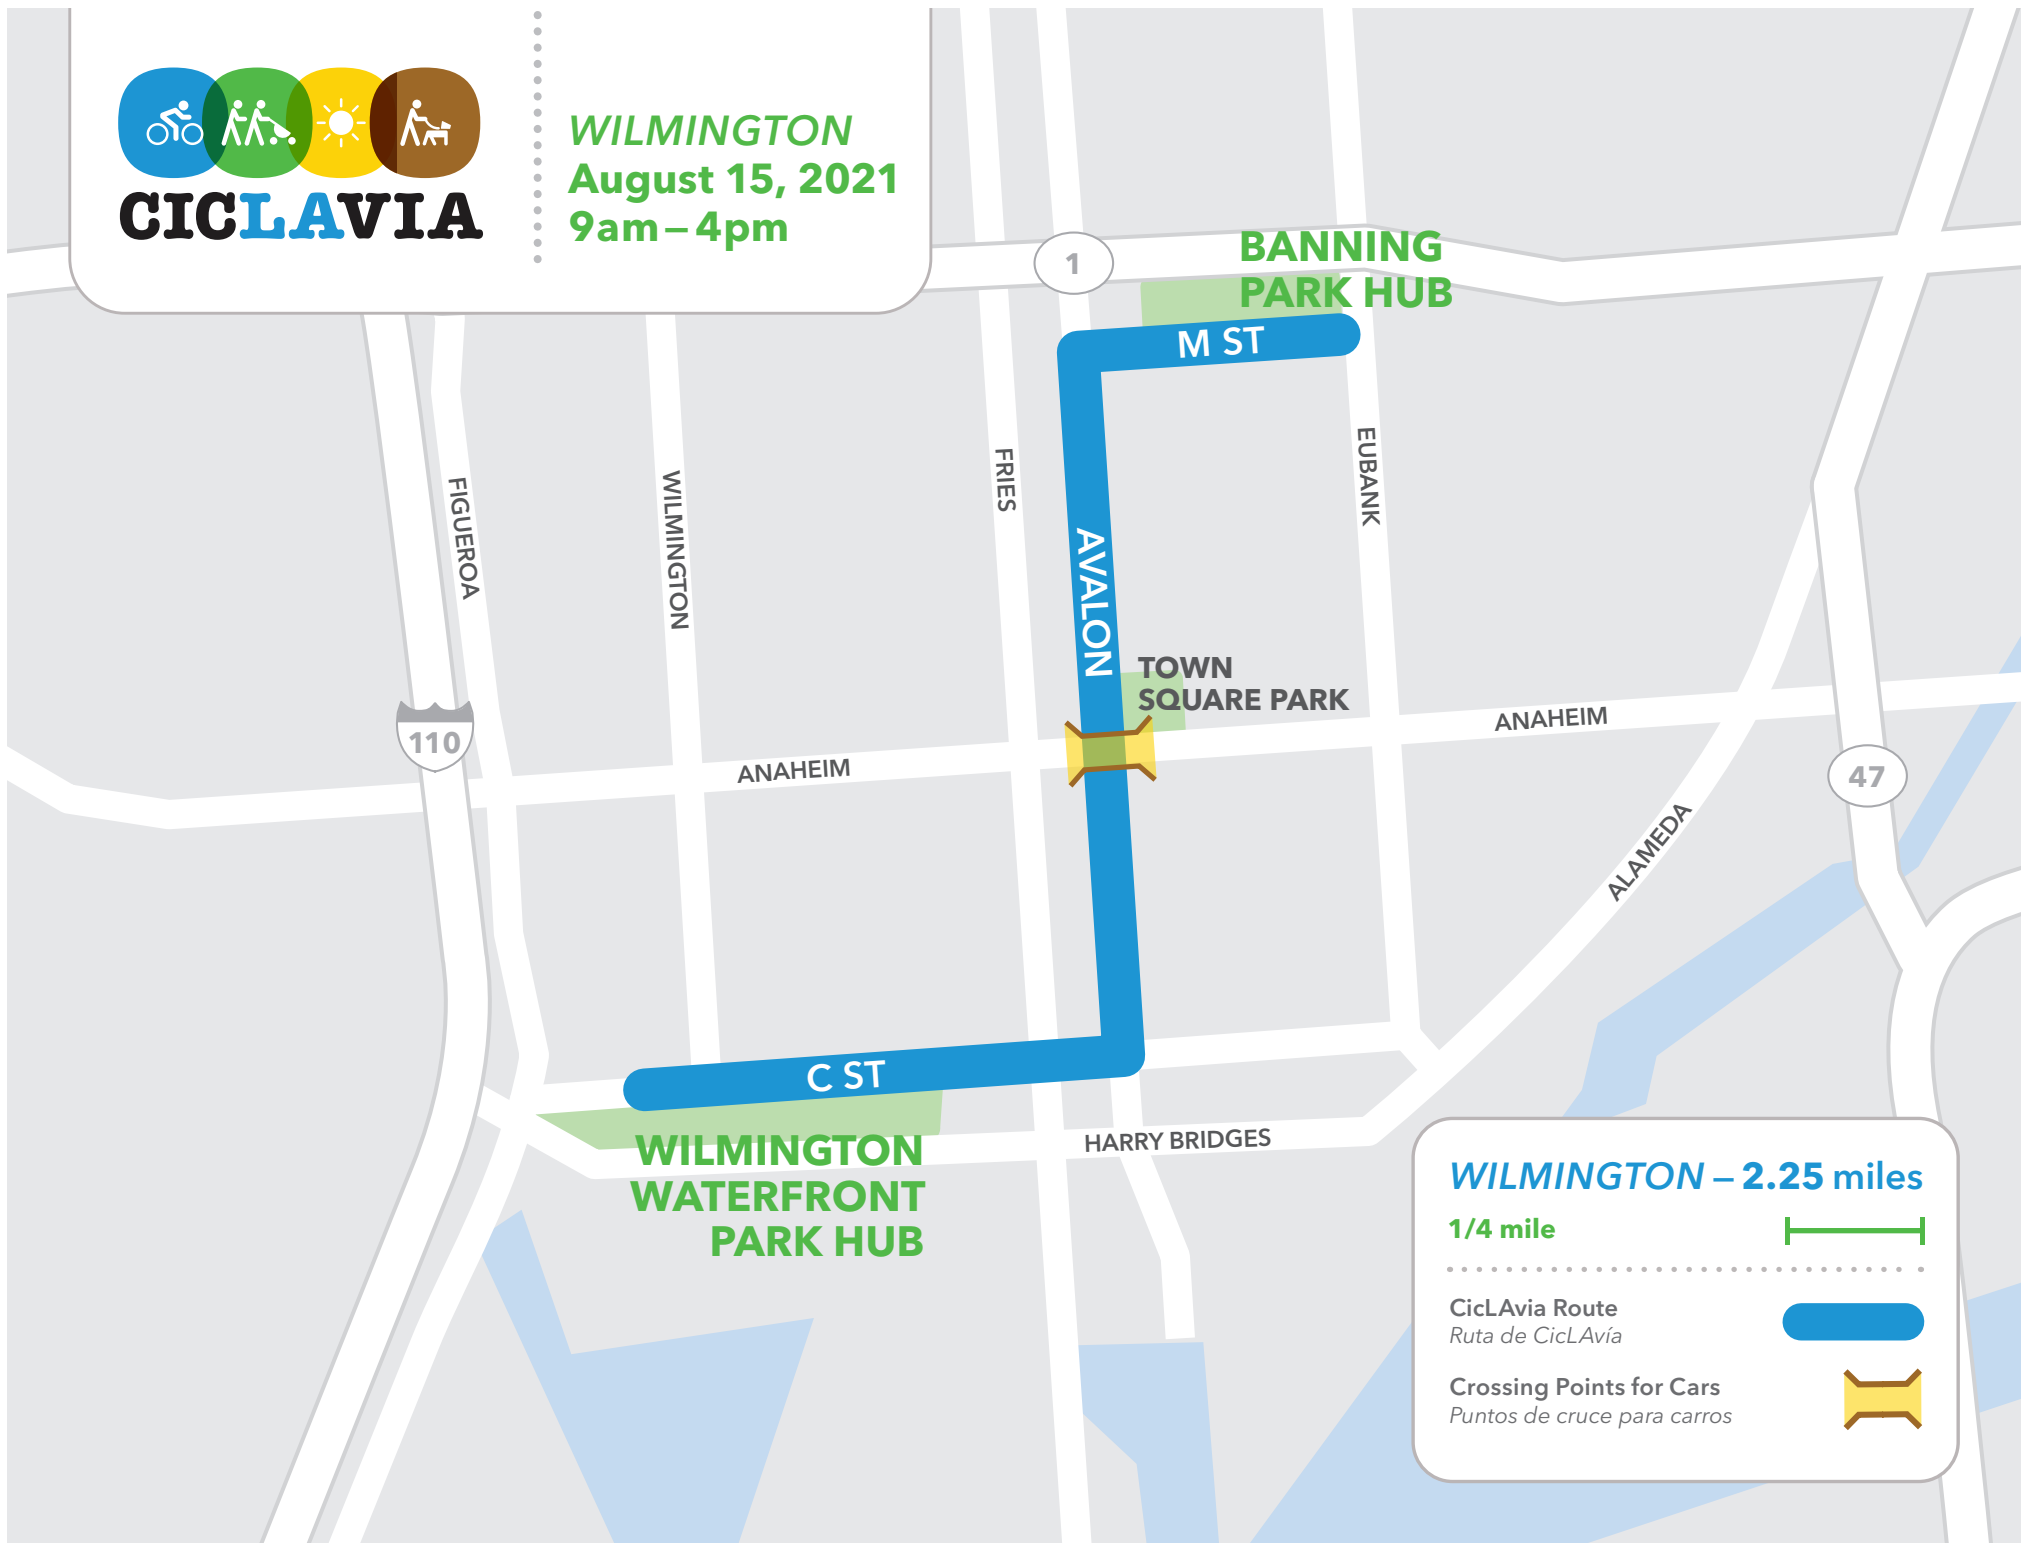 CICLAVIA
WILMINGTON
August 15, 2021
9am – 4pm
1
BANNING
PARK HUB
M ST
FIGUEROA
WILMINGTON
FRIES
AVALON
EUBANK
TOWN
SQUARE PARK
110
ANAHEIM
ANAHEIM
47
ALAMEDA
C ST
HARRY BRIDGES
WILMINGTON
WATERFRONT
PARK HUB
WILMINGTON – 2.25 miles
1/4 mile
CicLAvia Route
Ruta de CicLAvía
Crossing Points for Cars
Puntos de cruce para carros